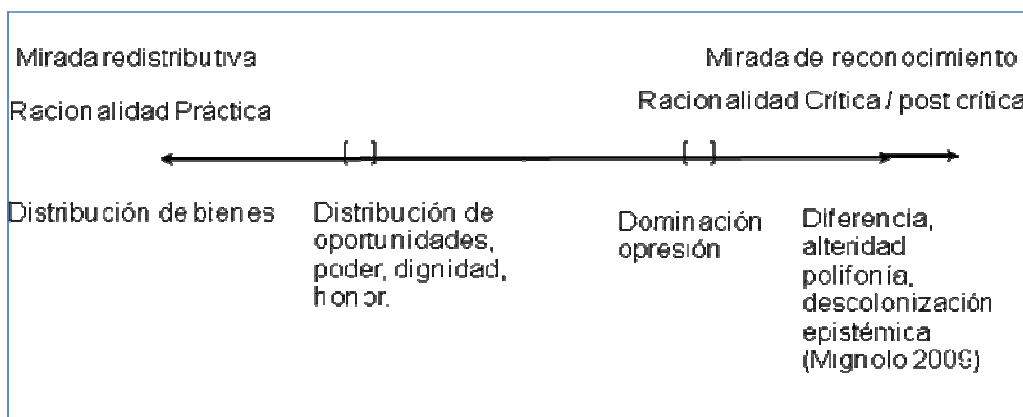 Mirada redistributiva
Mirada de reconocimiento
Racionalidad Práctica
Racionalidad Crítica / post crítica
Distribución de bienes
Distribución de
oportunidades,
poder, dignidad,
honor.
Dominación
opresión
Diferencia,
alteridad
polifonía,
descolonización
epistémica
(Mignolo 2009)